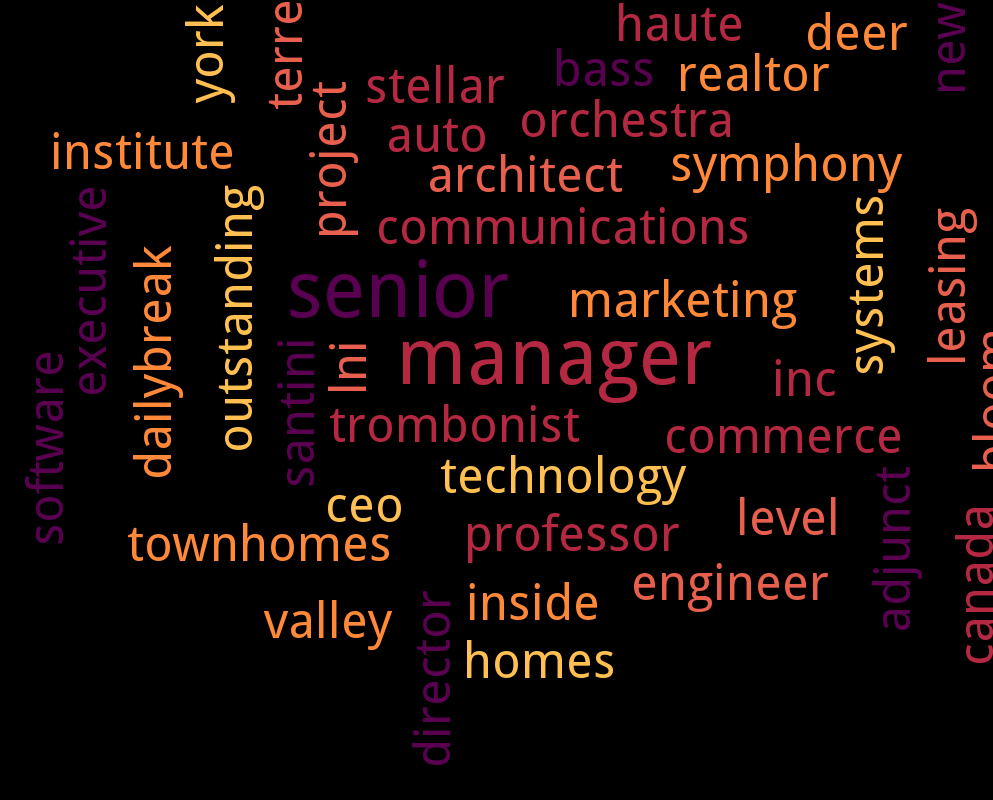 york
terre
haute
deer
new
bass
realtor
stellar
project
auto
orchestra
institute
architect
symphony
executive
outstanding
communications
systems
leasing
dailybreak
senior
marketing
santini
lni
manager
inc
bloom
software
trombonist
commerce
technology
adjunct
ceo
level
canada
townhomes
professor
engineer
valley
director
inside
homes